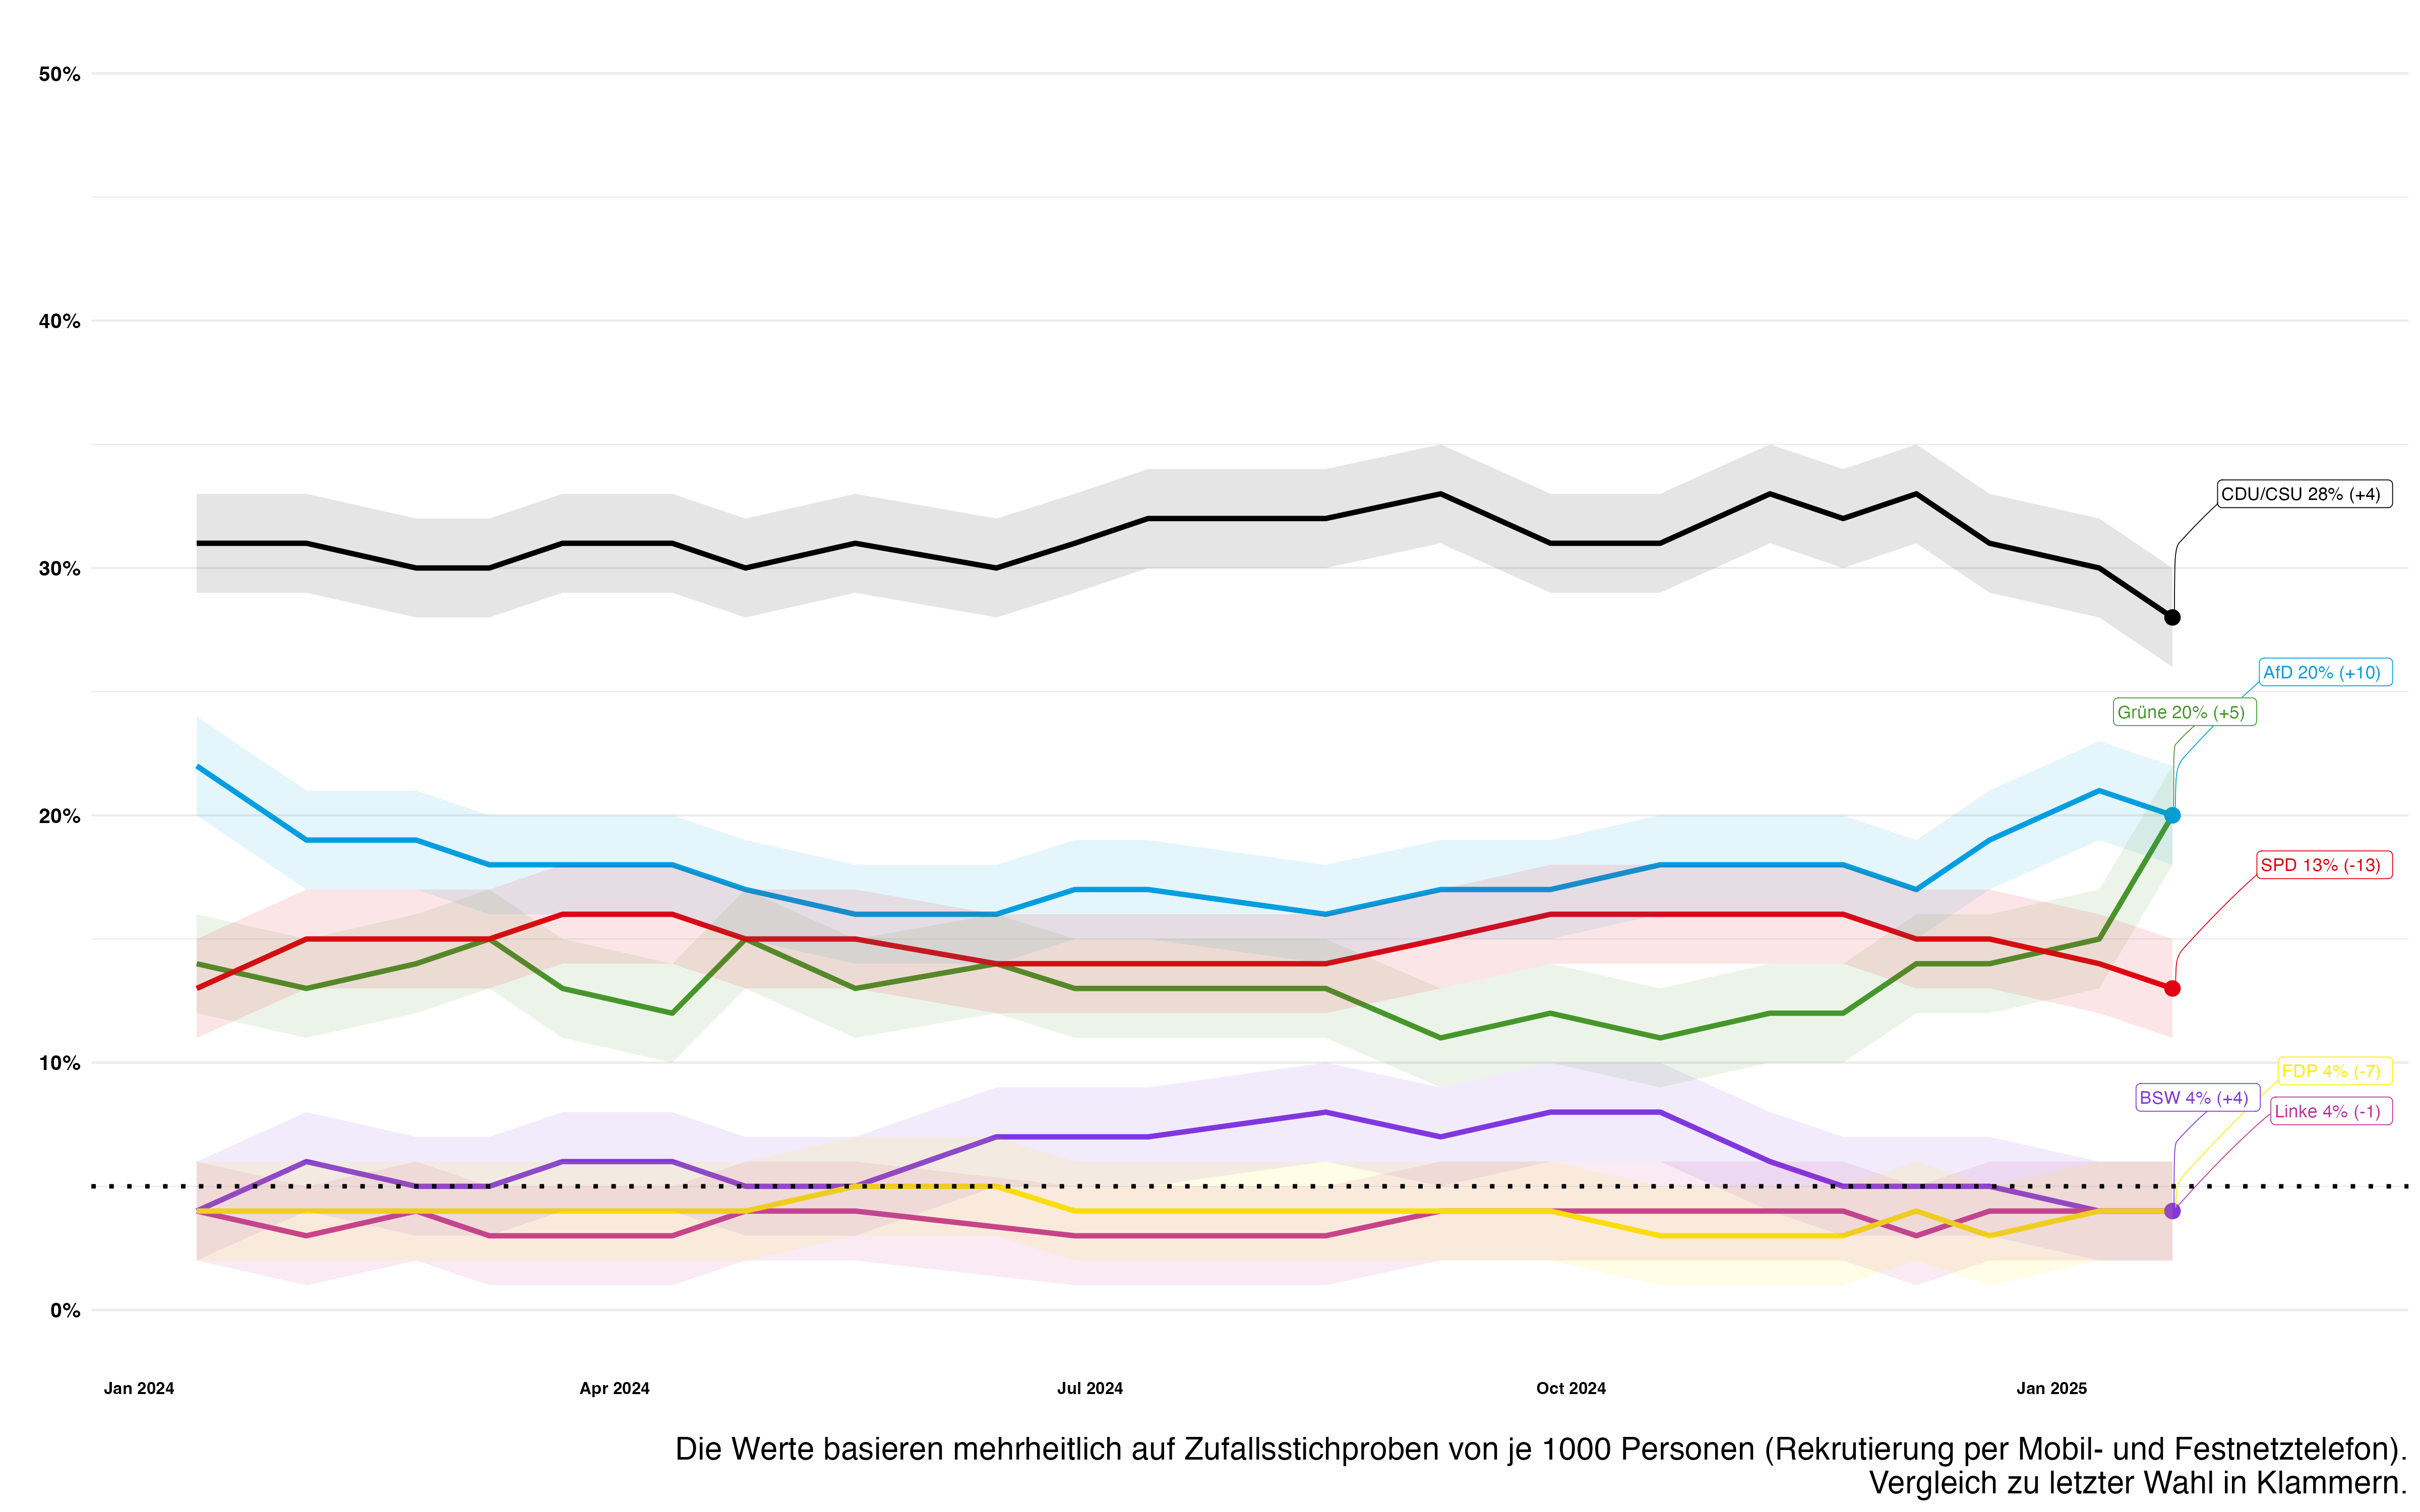 50%
40%
30%
20%
10%
0%
CDU/CSU 28% (+4)
AfD 20% (+10)
Grüne 20% (+5)
SPD 13% (-13)
FDP 4% (-7)
BSW 4% (+4)
Linke 4% (-1)
Jan 2024
Apr 2024
Jul 2024
Oct 2024
Jan 2025
Die Werte basieren mehrheitlich auf Zufallsstichproben von je 1000 Personen (Rekrutierung per Mobil- und Festnetztelefon).
Vergleich zu letzter Wahl in Klammern.